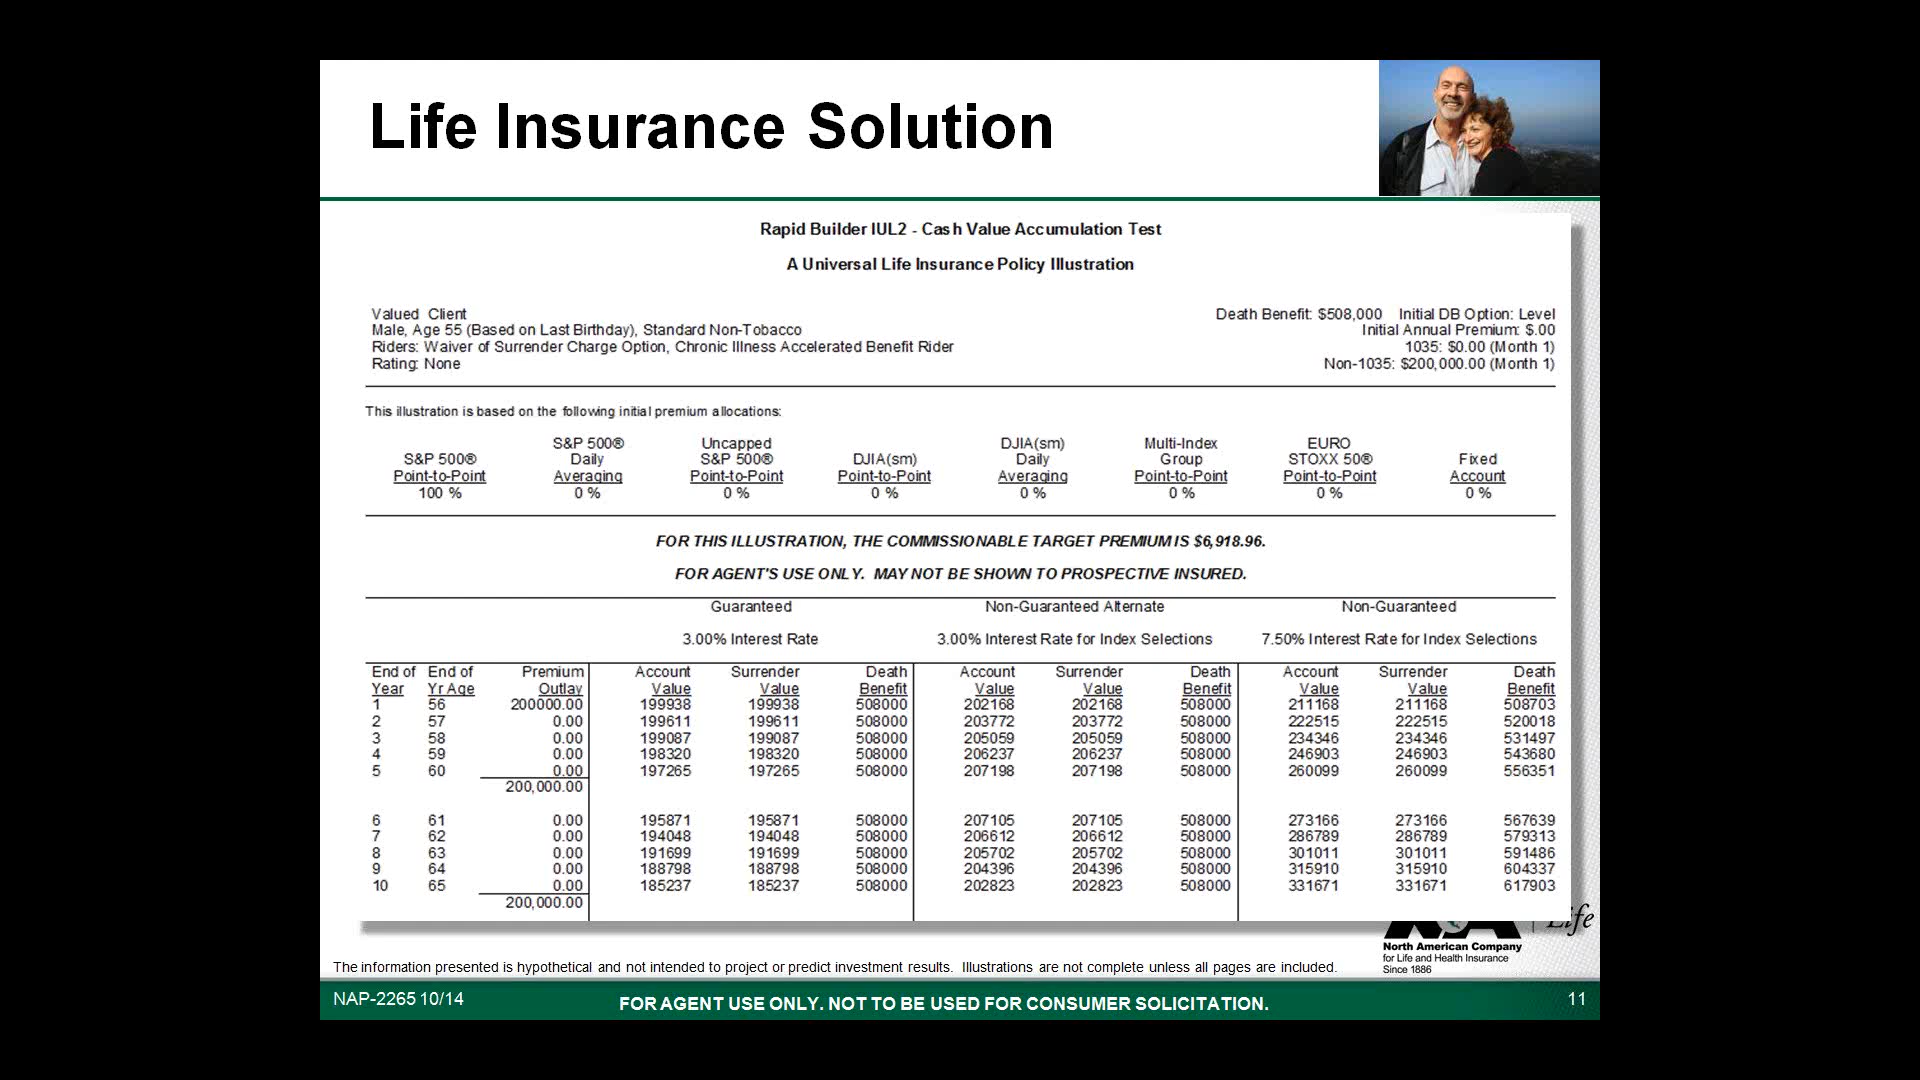 Life Insurance Solution
Rapid Builder IUL2 - Cash Value Accumulation Test
A Universal Life Insurance Policy Illustration
Valued Client Death Benefit: $508,000 Initial DB Option: Level
Male, Age 55 (Based on Last Birthday), Standard Non-Tobacco Initial Annual Premium: $.00
Riders: Waiver of Surrender Charge Option, Chronic Illness Accelerated Benefit Rider 1035: $0.00 (Month 1)
Rating: None Non-1035: $200,000.00 (Month 1)
This illustration is based on the following initial premium allocations:
S&P 500® Uncapped DJIA(sm) Multi-Index EURO
S&P 500® Daily S&P 500® DJIA(sm) Daily Group STOXX 50® Fixed
Point-to-Point Averaging Point-to-Point Point-to-Point Averaging Point-to-Point Point-to-Point Account
100 % 0 % 0 % 0 % 0 % 0 % 0 % 0 %
FOR THIS ILLUSTRATION, THE COMMISSIONABLE TARGET PREMIUM IS $6,918.96.
FOR AGENT'S USE ONLY. MAY NOT BE SHOWN TO PROSPECTIVE INSURED.
Guaranteed Non-Guaranteed Alternate Non-Guaranteed
3.00% Interest Rate 3.00% Interest Rate for Index Selections 7.50% Interest Rate for Index Selections
End of End of Premium Account Surrender Death Account Surrender Death Account Surrender Death
Year Yr Age Outlay Value Value Benefit Value Value Benefit Value Value Benefit
1 56 200000.00 199938 199938 508000 202168 202168 508000 211168 211168 508703
2 57 0.00 199611 199611 508000 203772 203772 508000 222515 222515 520018
3 58 0.00 199087 199087 508000 205059 205059 508000 234346 234346 531497
4 59 0.00 198320 198320 508000 206237 206237 508000 246903 246903 543680
5 60 0.00 197265 197265 508000 207198 207198 508000 260099 260099 556351
200,000.00
6 61 0.00 195871 195871 508000 207105 207105 508000 273166 273166 567639
7 62 0.00 194048 194048 508000 206612 206612 508000 286789 286789 579313
8 63 0.00 191699 191699 508000 205702 205702 508000 301011 301011 591486
9 64 0.00 188798 188798 508000 204396 204396 508000 315910 315910 604337
10 65 0.00 185237 185237 508000 202823 202823 508000 331671 331671 617903
200,000.00
Life
North American Company
for Life and Health Insurance
Since 1886
The information presented is hypothetical and not intended to project or predict investment results. Illustrations are not complete unless all pages are included.
NAP-2265 10/14 FOR AGENT USE ONLY. NOT TO BE USED FOR CONSUMER SOLICITATION. 11